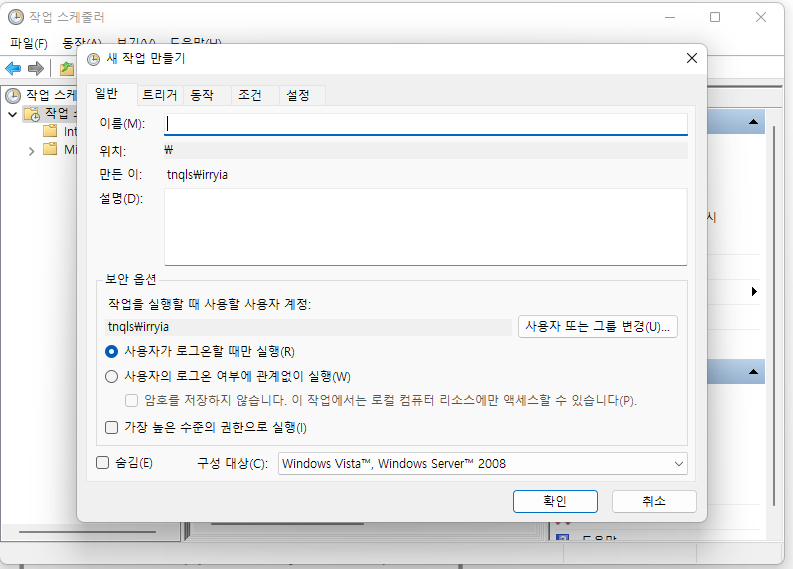 작업 스케줄러
파일(F) 동작(A) 보기(V) 도움말(H)
새 작업 만들기
작업 스케
작업 스
Int
Mi
일반 트리거 동작 조건 설정
이름(M):
위치: ₩
만든 이: tnqls₩irryia
설명(D):
시
보안 옵션
작업을 실행할 때 사용할 사용자 계정:
tnqls₩irryia 사용자 또는 그룹 변경(U)...
사용자가 로그온할 때만 실행(R)
사용자의 로그온 여부에 관계없이 실행(W)
암호를 저장하지 않습니다. 이 작업에서는 로컬 컴퓨터 리소스에만 액세스할 수 있습니다(P).
가장 높은 수준의 권한으로 실행(I)
숨김(E) 구성 대상(C): Windows Vista™, Windows Server™ 2008
확인 취소
도움말